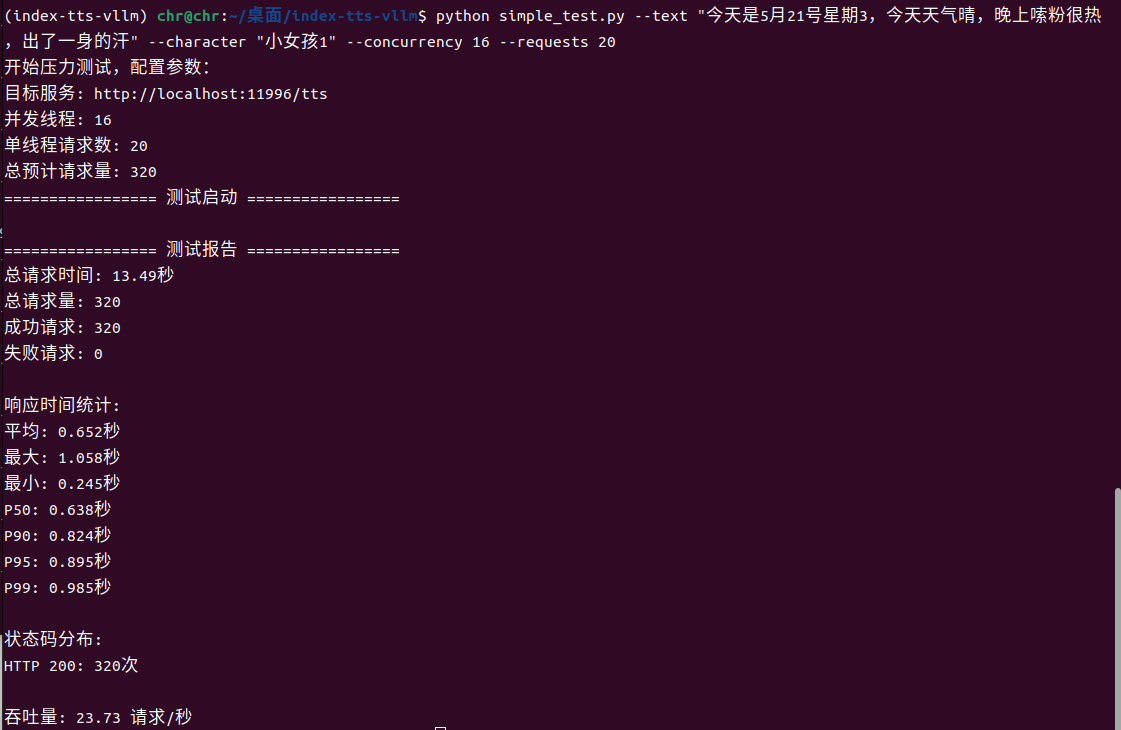 (index-tts-vllm) chr@chr:~/桌面/index-tts-vllm$ python simple_test.py --text "今天是5月21号星期3，今天天气晴，晚上嗦粉很热
，出了一身的汗" --character "小女孩1" --concurrency 16 --requests 20
开始压力测试，配置参数：
目标服务: http://localhost:11996/tts
并发线程: 16
单线程请求数: 20
总预计请求量: 320
================= 测试启动 =================
================= 测试报告 =================
总请求时间: 13.49秒
总请求量: 320
成功请求: 320
失败请求: 0
响应时间统计:
平均: 0.652秒
最大: 1.058秒
最小: 0.245秒
P50: 0.638秒
P90: 0.824秒
P95: 0.895秒
P99: 0.985秒
状态码分布:
HTTP 200: 320次
吞吐量: 23.73 请求/秒